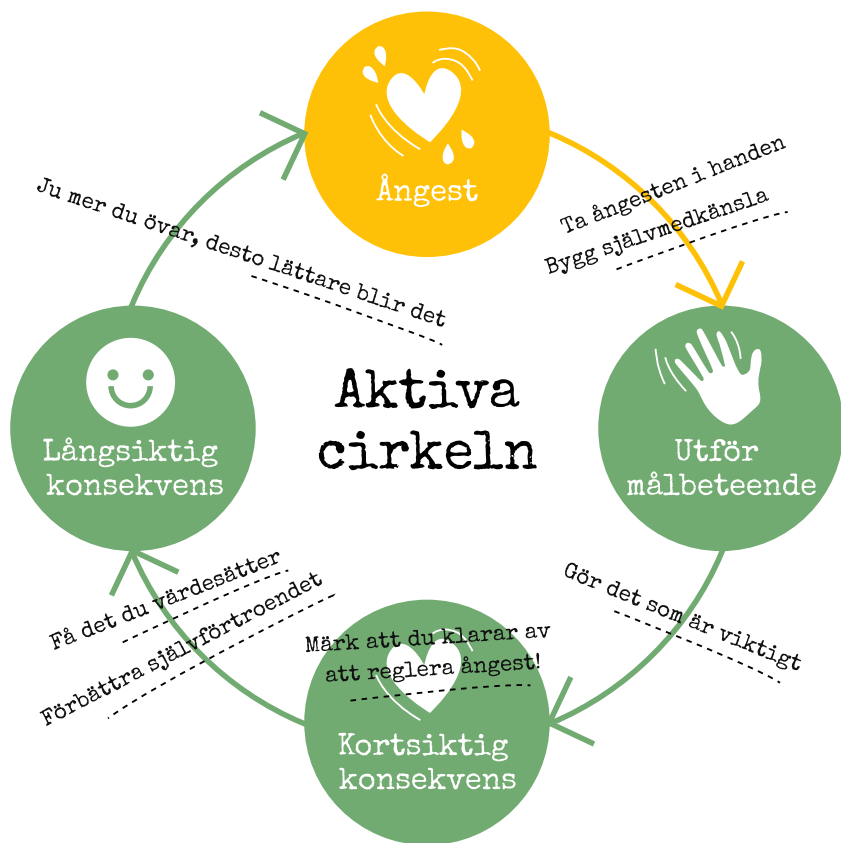 Ångest
Ta ångesten i handen
Bygg självmedkänsla
Ju mer du övar, desto lättare blir det
Aktiva
cirkeln
Långsiktig
konsekvens
Utför
målbeteende
Gör det som är viktigt
Få det du värdesätter
Förbättra självförtroendet
Märk att du klarar av
att reglera ångest!
Kortsiktig
konsekvens